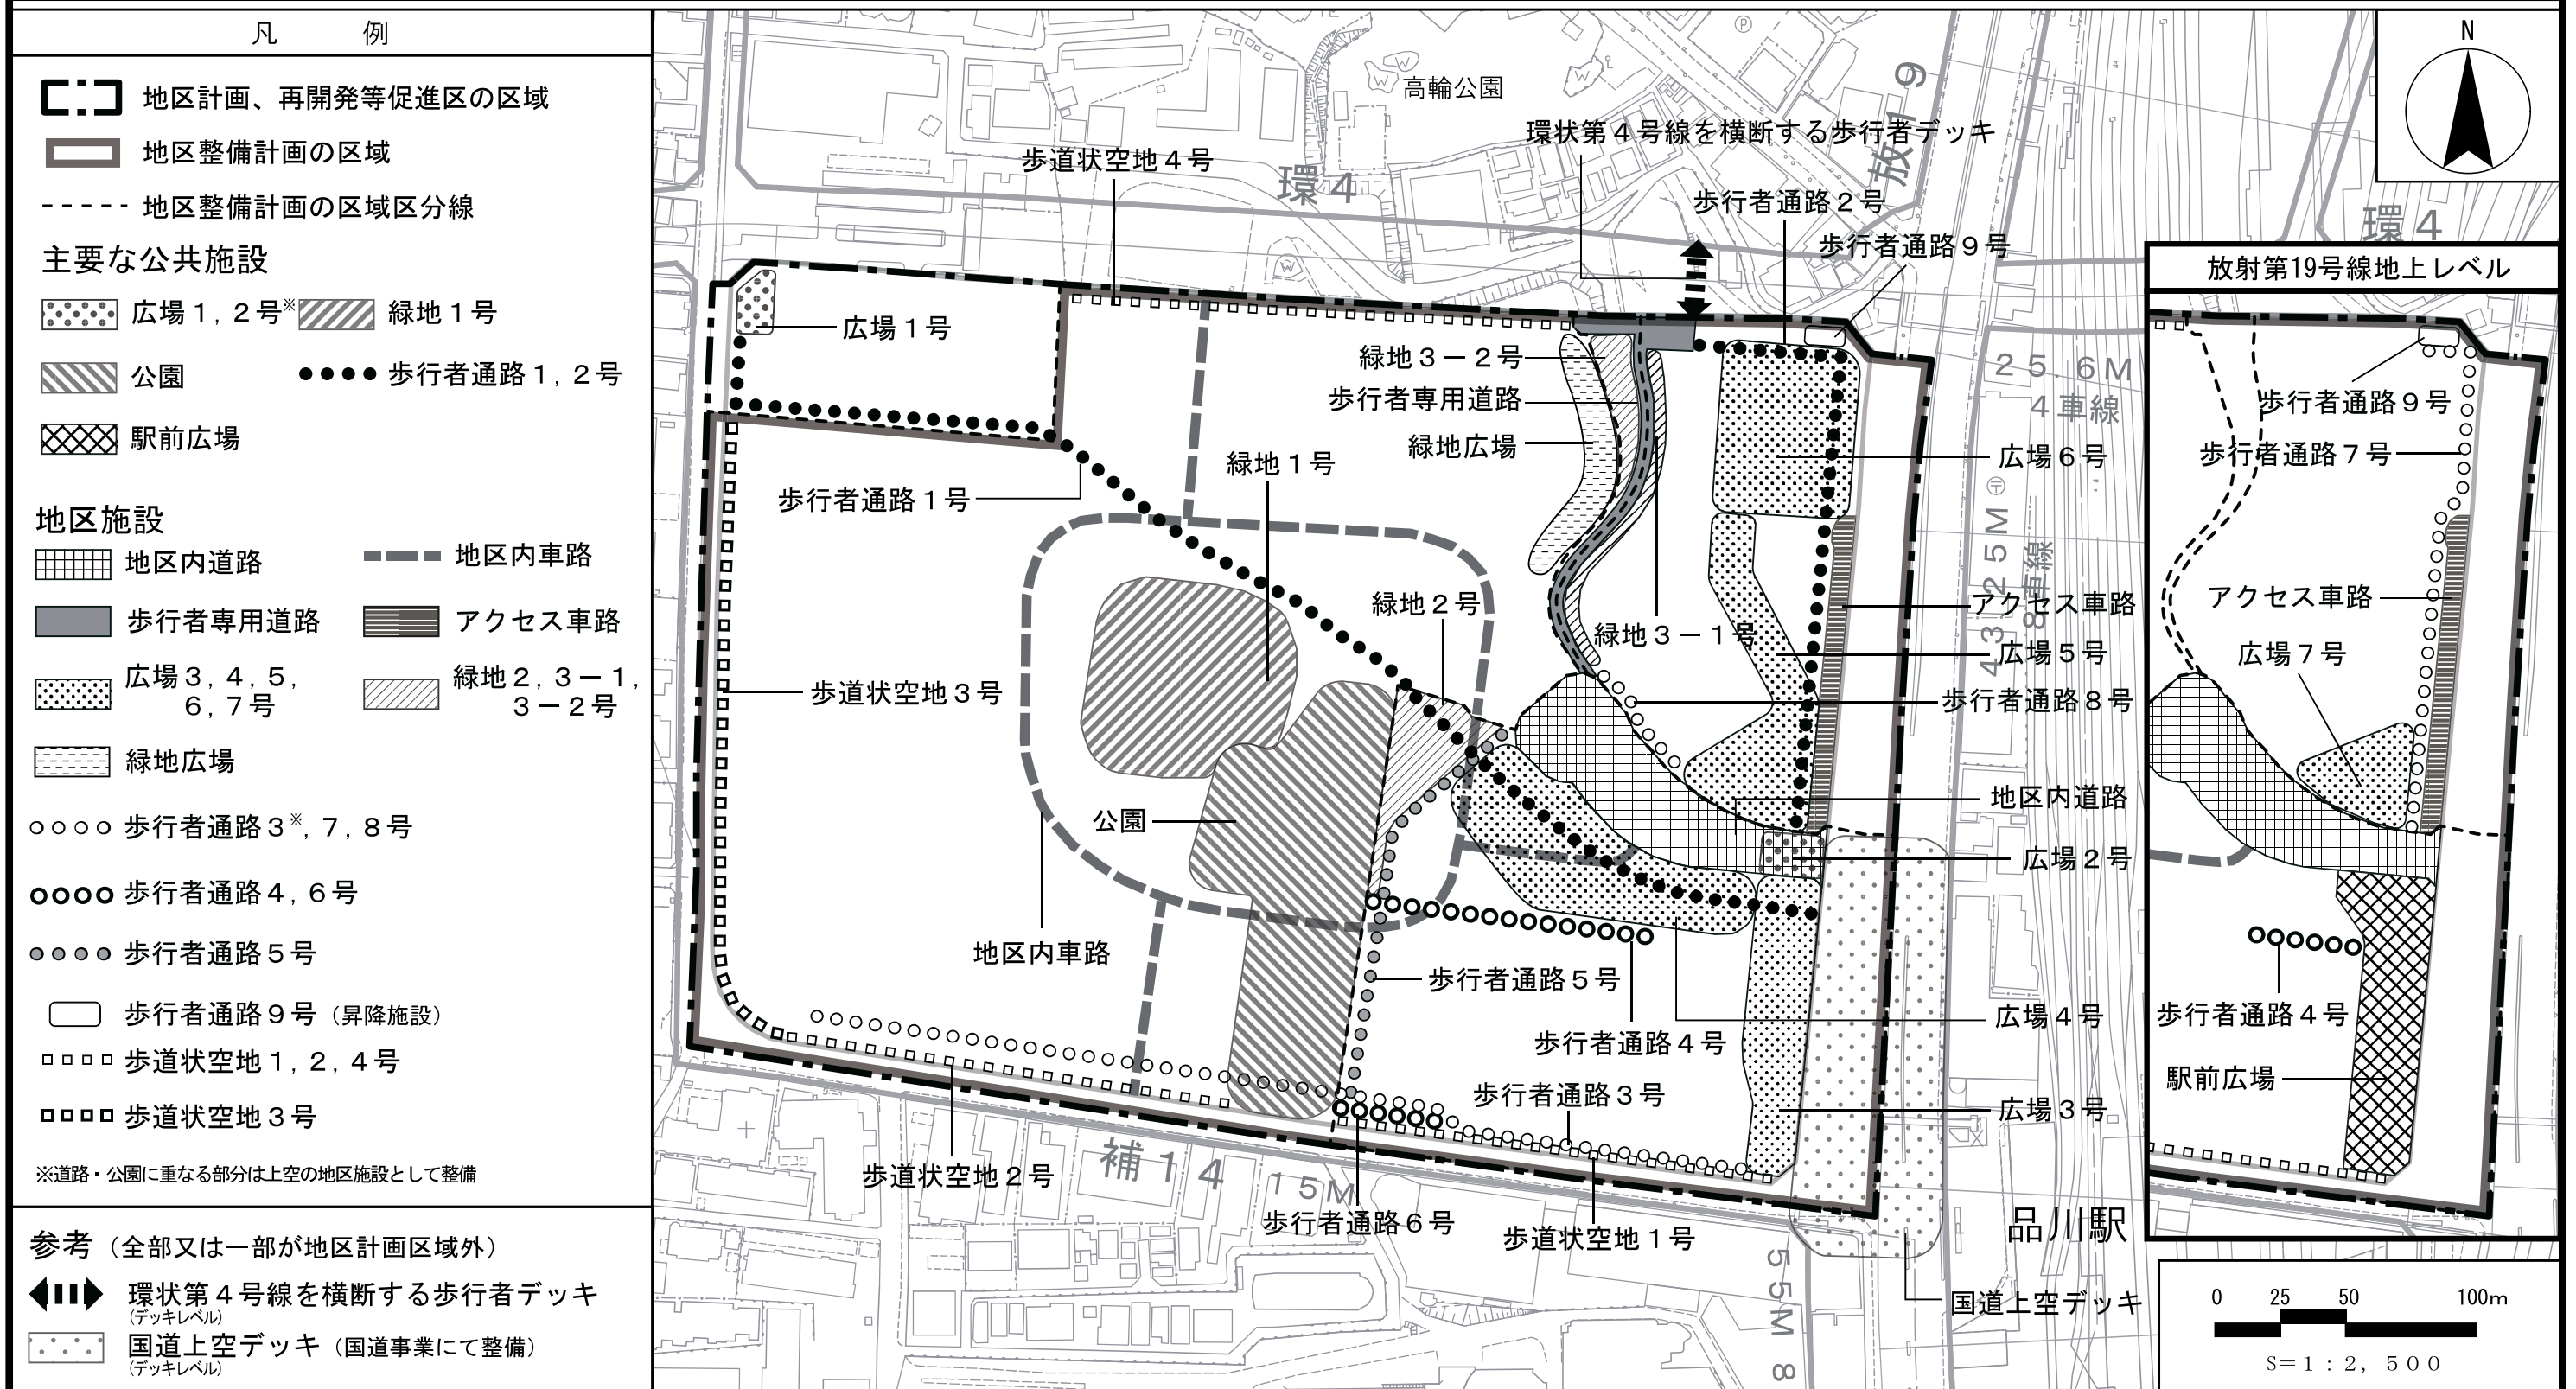 凡　例
地区計画、再開発等促進区の区域
地区整備計画の区域
地区整備計画の区域区分線
主要な公共施設
広場１，２号※
緑地１号
公園
歩行者通路１，２号
駅前広場
地区施設
地区内道路
地区内車路
歩行者専用道路
アクセス車路
広場３，４，５，
６，７号
緑地２，３－１，
３－２号
緑地広場
歩行者通路３※，７，８号
歩行者通路４，６号
歩行者通路５号
歩行者通路９号（昇降施設）
歩道状空地１，２，４号
歩道状空地３号
※道路・公園に重なる部分は上空の地区施設として整備
参考（全部又は一部が地区計画区域外）
環状第４号線を横断する歩行者デッキ
(デッキレベル)
国道上空デッキ（国道事業にて整備）
(デッキレベル)
高輪公園
環状第４号線を横断する歩行者デッキ
歩道状空地４号
環４
放１９
歩行者通路２号
歩行者通路９号
広場１号
緑地３－２号
歩行者専用道路
緑地広場
２５．６Ｍ
４車線
広場６号
緑地１号
歩行者通路１号
４３．２５Ｍ
８車線
緑地２号
アクセス車路
緑地３－１号
広場５号
歩道状空地３号
歩行者通路８号
地区内道路
公園
広場２号
地区内車路
歩行者通路５号
広場４号
歩行者通路４号
歩行者通路３号
広場３号
補１４
１５Ｍ
歩道状空地２号
歩行者通路６号
歩道状空地１号
品川駅
５５Ｍ８
国道上空デッキ
N
環４
放射第19号線地上レベル
歩行者通路９号
歩行者通路７号
アクセス車路
広場７号
歩行者通路４号
駅前広場
0 25 50 100m
S=１：２，５００